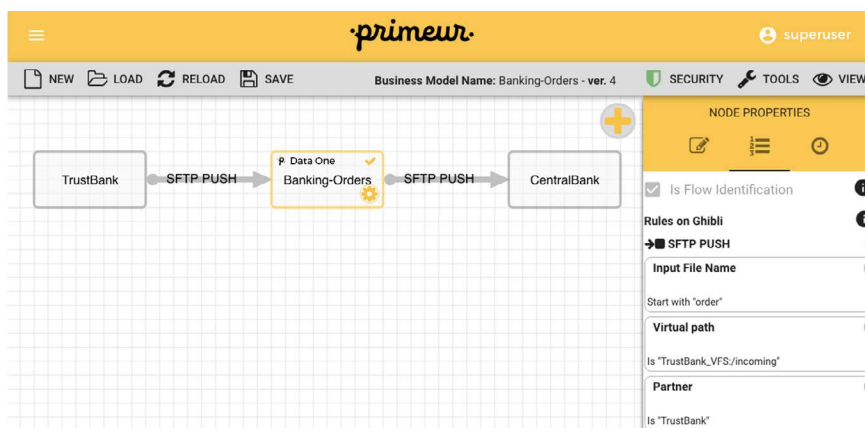 ·primeur·
superuser
NEW LOAD RELOAD SAVE Business Model Name: Banking-Orders - ver. 4 SECURITY TOOLS VIEW
NODE PROPERTIES
Is Flow Identification
Rules on Ghibli
SFTP PUSH
Input File Name
Start with "order"
Virtual path
Is "TrustBank_VFS:/incoming"
Partner
Is "TrustBank"
TrustBank
SFTP PUSH
Data One
Banking-Orders
SFTP PUSH
CentralBank